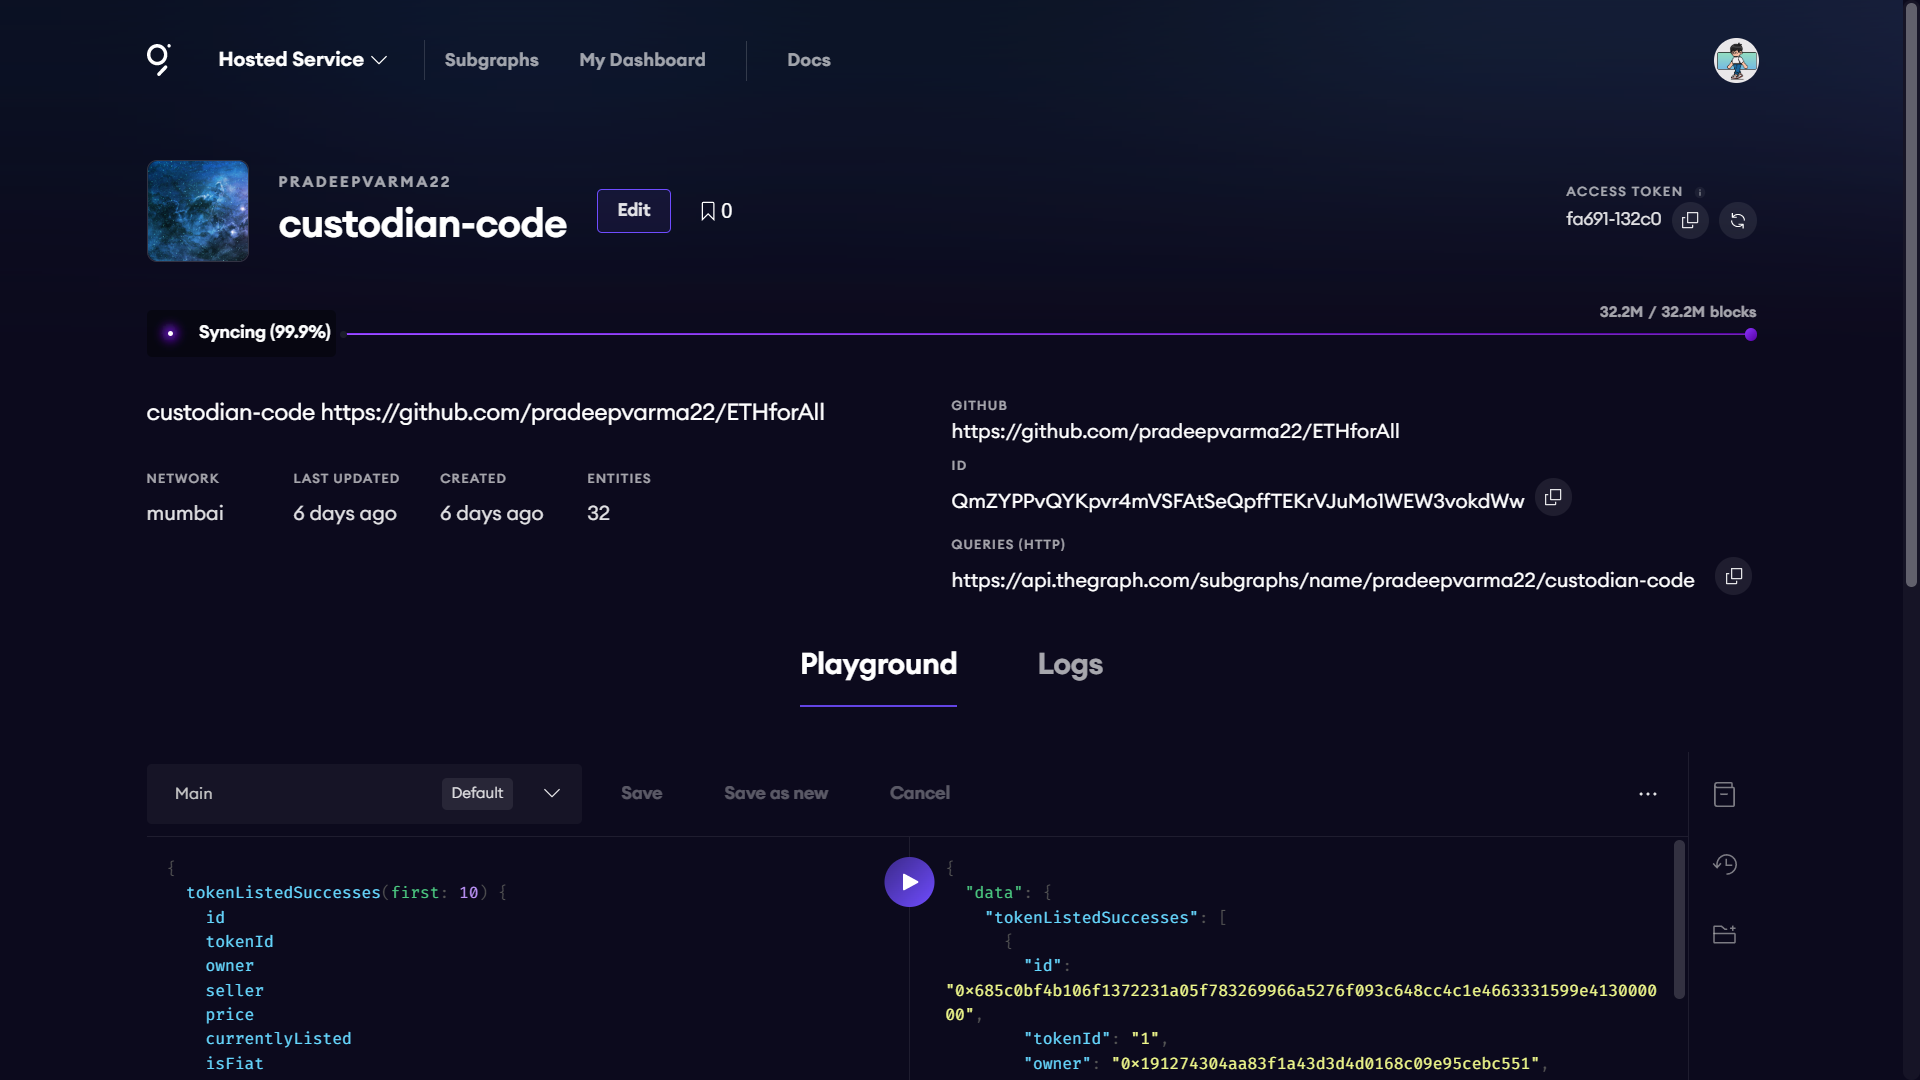 Hosted Service
Subgraphs
My Dashboard
Docs
PRADEEPVARMA22
custodian-code
Edit
0
ACCESS TOKEN
fa691-132c0
Syncing (99.9%)
32.2M / 32.2M blocks
custodian-code https://github.com/pradeepvarma22/ETHforAll
NETWORK
mumbai
LAST UPDATED
6 days ago
CREATED
6 days ago
ENTITIES
32
GITHUB
https://github.com/pradeepvarma22/ETHforAll
ID
QmZYPPvQYKpvr4mVSFAtSeQpffTEKrVJuMo1WEW3vokdWw
QUERIES (HTTP)
https://api.thegraph.com/subgraphs/name/pradeepvarma22/custodian-code
Playground
Logs
Main
Default
Save
Save as new
Cancel
{
tokenListedSuccesses(first: 10) {
id
tokenId
owner
seller
price
currentlyListed
isFiat
{
"data": {
"tokenListedSuccesses": [
{
"id":
"0x685c0bf4b106f1372231a05f783269966a5276f093c648cc4c1e4663331599e4130000
00",
"tokenId": "1",
"owner": "0x191274304aa83f1a43d3d4d0168c09e95cebc551",